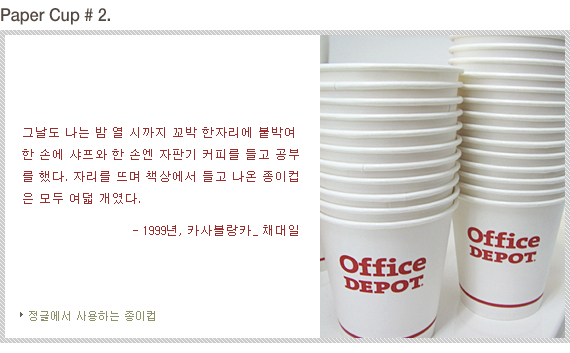 Paper Cup # 2.
그날도 나는 밤 열 시까지 꼬박 한자리에 붙박여
한 손에 샤프와 한 손엔 자판기 커피를 들고 공부
를 했다. 자리를 뜨며 책상에서 들고 나온 종이컵
은 모두 여덟 개였다.
- 1999년, 카사블랑카_ 채대일
정글에서 사용하는 종이컵
Office
DEPOT.
Office
DEPOT.